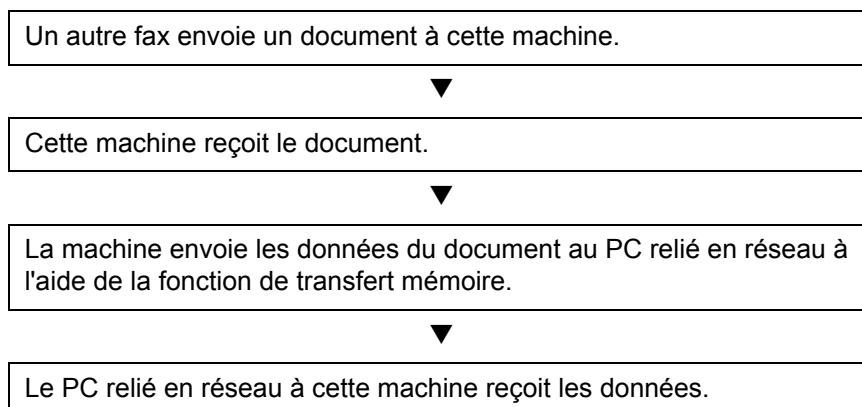 Un autre fax envoie un document à cette machine.
▼
Cette machine reçoit le document.
▼
La machine envoie les données du document au PC relié en réseau à
l'aide de la fonction de transfert mémoire.
▼
Le PC relié en réseau à cette machine reçoit les données.